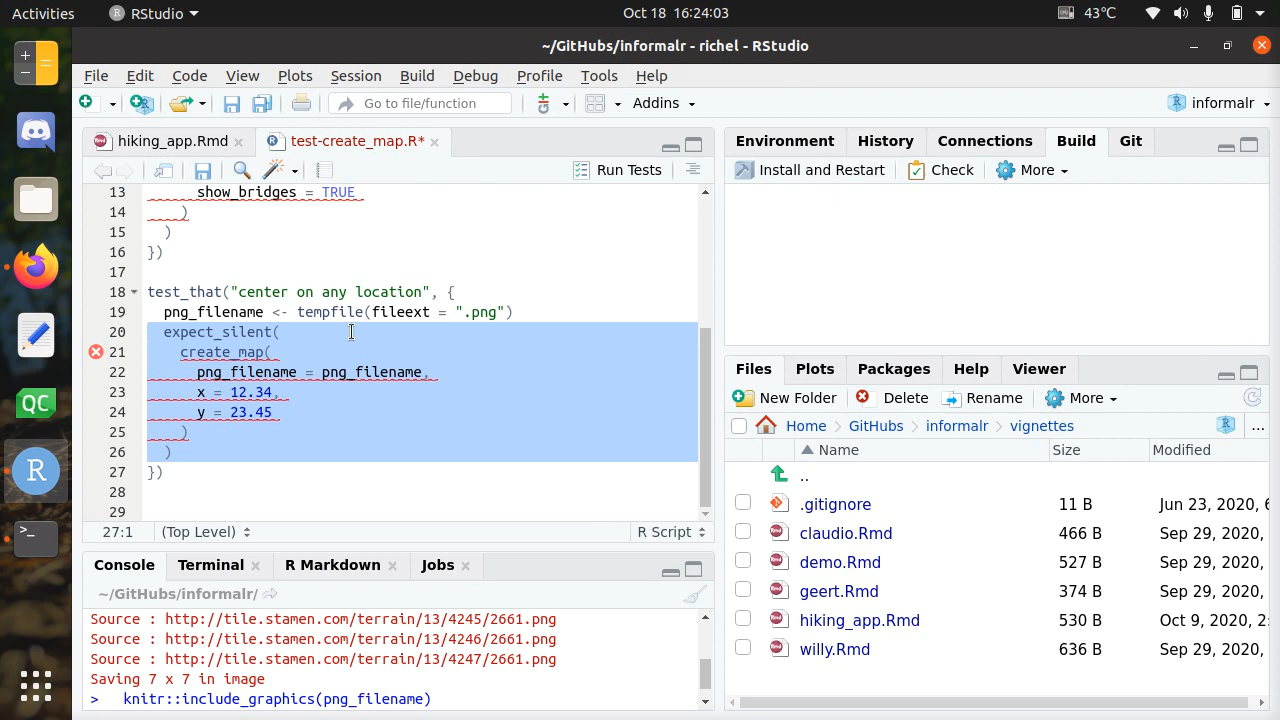 Activities
RStudio
Oct 18 16:24:03
43°C
~/GitHubs/informalr - richel - RStudio
File Edit Code View Plots Session Build Debug Profile Tools Help
Go to file/function
Addins
informalr
hiking_app.Rmd
test-create_map.R*
Run Tests
13 show_bridges = TRUE
14 )
15 )
16 })
17
18 test_that("center on any location", {
19 png_filename <- tempfile(fileext = ".png")
20 expect_silent(
21 create_map(
22 png_filename = png_filename,
23 x = 12.34,
24 y = 23.45
25 )
26 )
27 })
28
29
27:1 (Top Level) R Script
Console Terminal R Markdown Jobs
~/GitHubs/informalr/
Source : http://tile.stamen.com/terrain/13/4245/2661.png
Source : http://tile.stamen.com/terrain/13/4246/2661.png
Source : http://tile.stamen.com/terrain/13/4247/2661.png
Saving 7 x 7 in image
> knitr::include_graphics(png_filename)
Environment History Connections Build Git
Install and Restart Check More
Files Plots Packages Help Viewer
New Folder Delete Rename More
Home GitHubs informalr vignettes ...
Name Size Modified
..
.gitignore 11 B Jun 23, 2020, 6
claudio.Rmd 466 B Sep 29, 2020,
demo.Rmd 527 B Sep 29, 2020,
geert.Rmd 374 B Sep 29, 2020,
hiking_app.Rmd 530 B Oct 9, 2020, 2:
willy.Rmd 636 B Sep 29, 2020,
QC
R
>_